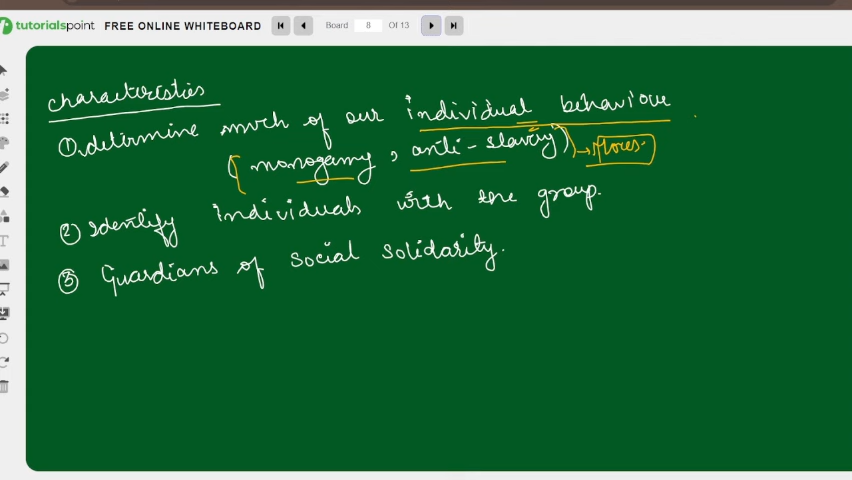 tutorialspoint FREE ONLINE WHITEBOARD Board 8 Of 13
characteristics
① determine much of our individual behaviour
(monogamy, anti-slavery) → Mores.
② Identify individuals with the group.
③ Guardians of social solidarity.